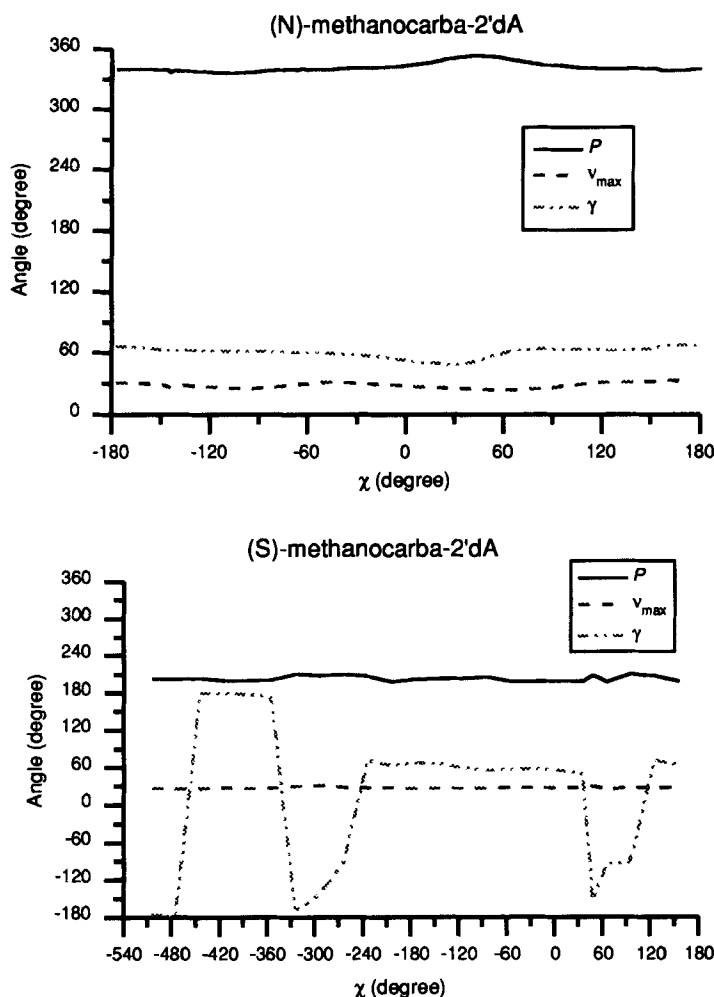 (N)-methanocarba-2'dA
360
300
240
180
120
60
0
Angle (degree)
P
νmax
γ
-180 -120 -60 0 60 120 180
χ (degree)
(S)-methanocarba-2'dA
360
300
240
180
120
60
0
-60
-120
-180
Angle (degree)
P
νmax
γ
-540 -480 -420 -360 -300 -240 -180 -120 -60 0 60 120 180
χ (degree)